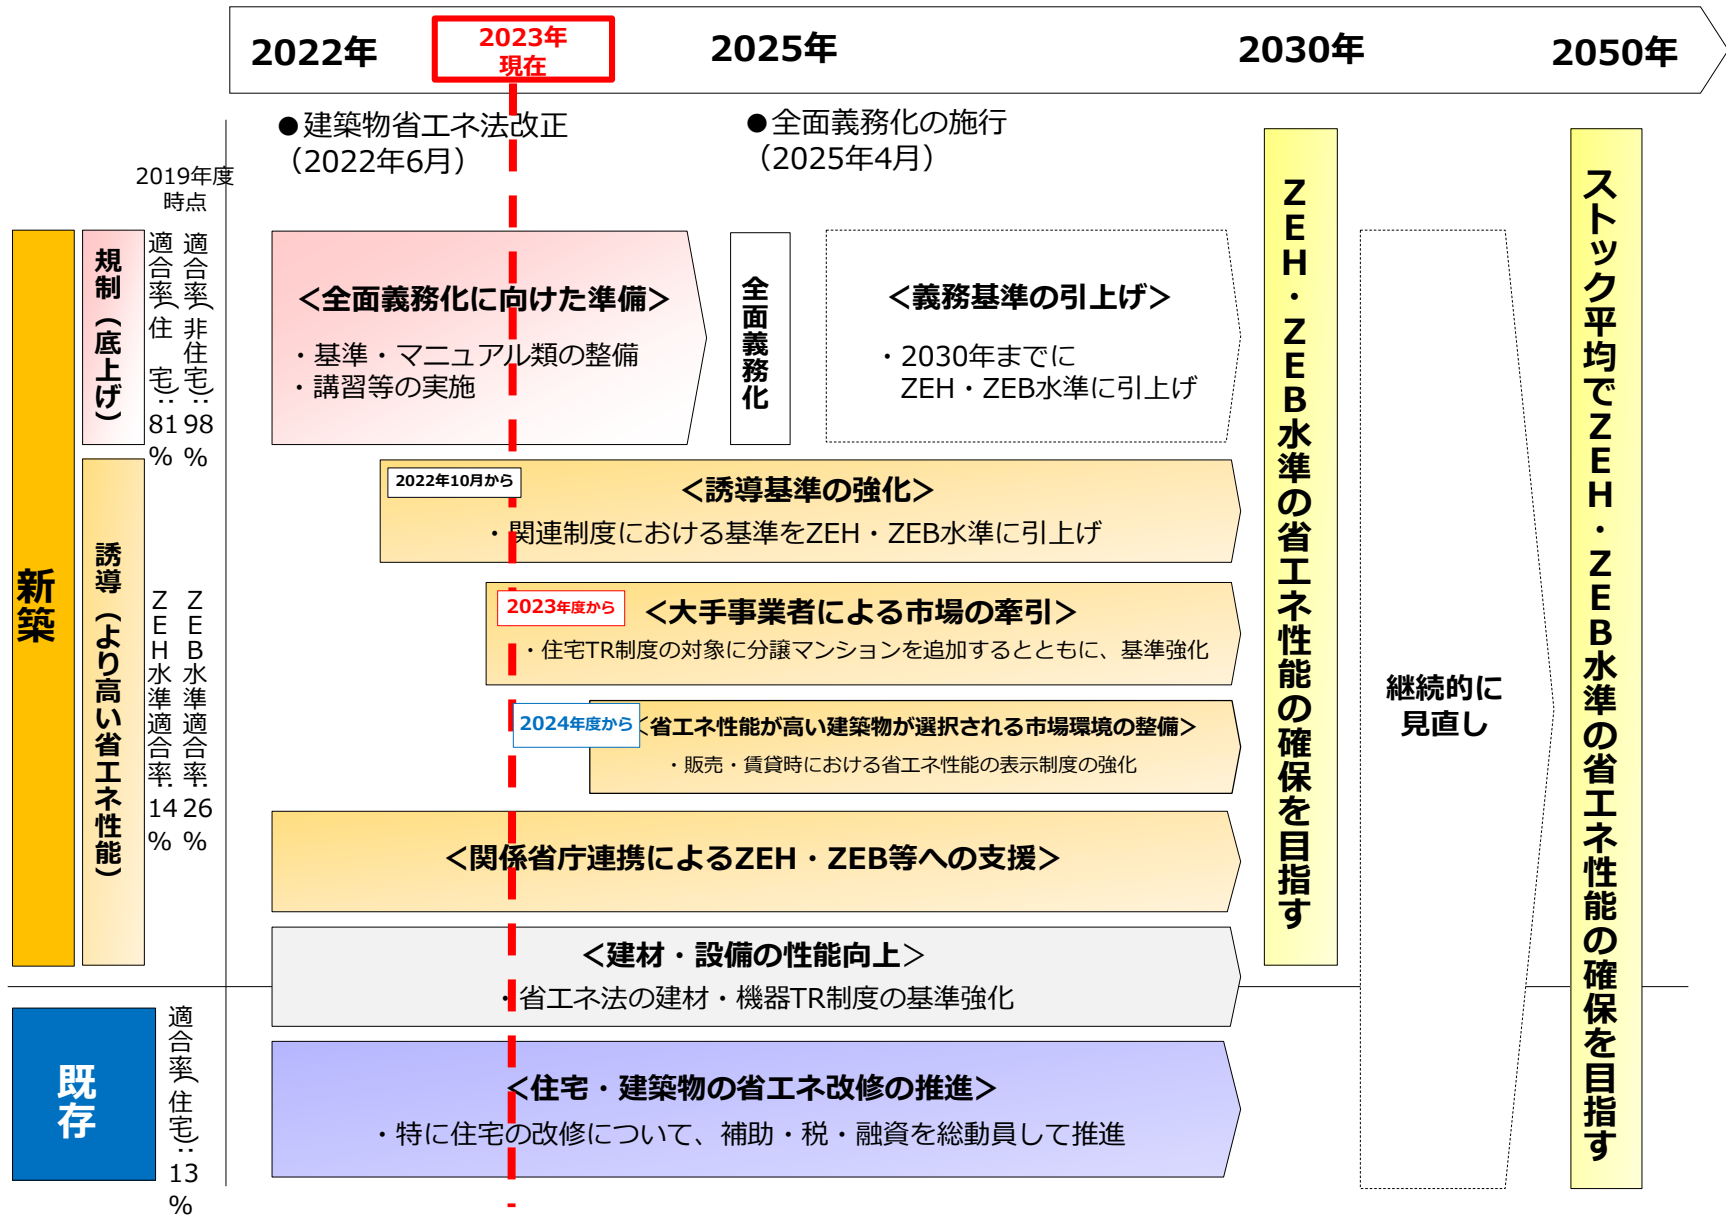 2022年
2023年
現在
2025年
2030年
2050年
●建築物省エネ法改正
（2022年6月）
●全面義務化の施行
（2025年4月）
2019年度
時点
新築
規制（底上げ）
適合率（住　宅）：81%
適合率（非住宅）：98%
＜全面義務化に向けた準備＞
・基準・マニュアル類の整備
・講習等の実施
全面義務化
＜義務基準の引上げ＞
・2030年までに
ZEH・ZEB水準に引上げ
誘導（より高い省エネ性能）
ZEH水準適合率：14%
ZEB水準適合率：26%
2022年10月から
＜誘導基準の強化＞
・関連制度における基準をZEH・ZEB水準に引上げ
2023年度から
＜大手事業者による市場の牽引＞
・住宅TR制度の対象に分譲マンションを追加するとともに、基準強化
2024年度から
＜省エネ性能が高い建築物が選択される市場環境の整備＞
・販売・賃貸時における省エネ性能の表示制度の強化
＜関係省庁連携によるZEH・ZEB等への支援＞
＜建材・設備の性能向上＞
・省エネ法の建材・機器TR制度の基準強化
既存
適合率（住宅）：13%
＜住宅・建築物の省エネ改修の推進＞
・特に住宅の改修について、補助・税・融資を総動員して推進
ZEH・ZEB水準の省エネ性能の確保を目指す
継続的に
見直し
ストック平均でZEH・ZEB水準の省エネ性能の確保を目指す